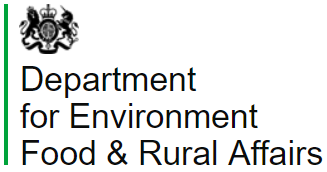 Department
for Environment
Food & Rural Affairs